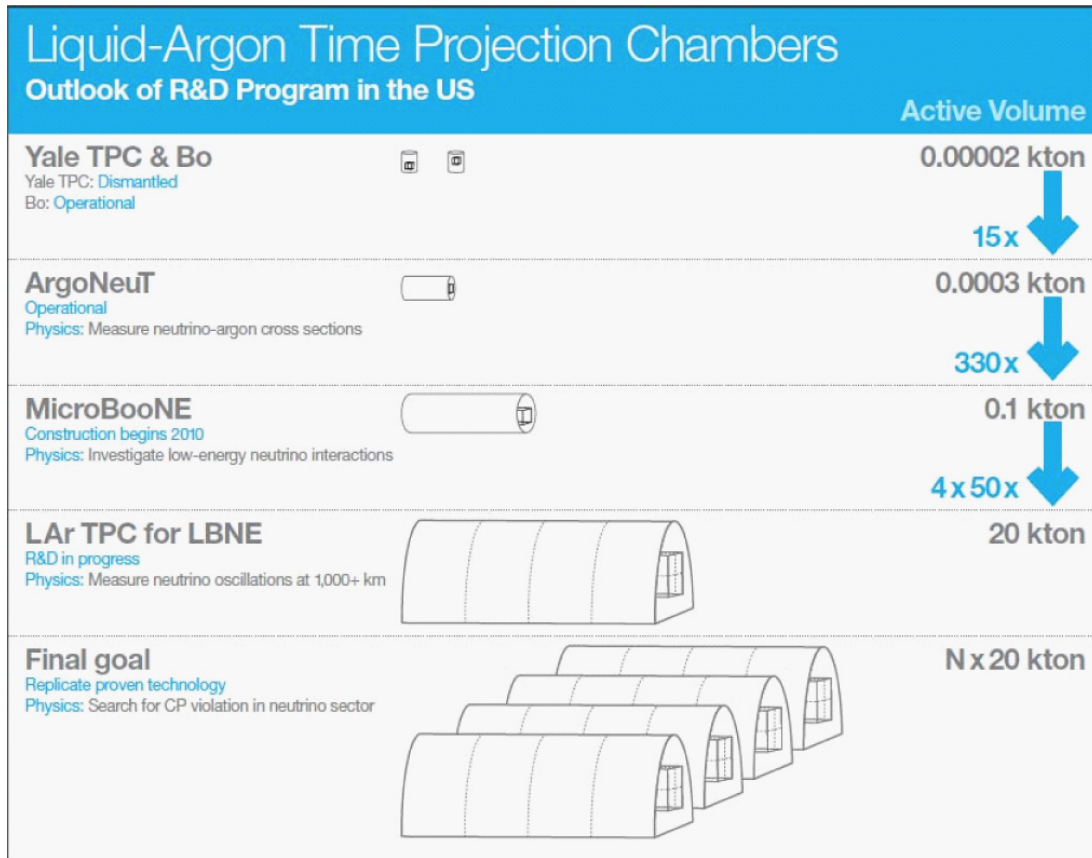 Liquid-Argon Time Projection Chambers
Outlook of R&D Program in the US
Active Volume
Yale TPC & Bo
0.00002 kton
Yale TPC: Dismantled
Bo: Operational
15x
ArgoNeuT
0.0003 kton
Operational
Physics: Measure neutrino-argon cross sections
330x
MicroBooNE
0.1 kton
Construction begins 2010
Physics: Investigate low-energy neutrino interactions
4 x 50x
LAr TPC for LBNE
20 kton
R&D in progress
Physics: Measure neutrino oscillations at 1,000+ km
Final goal
N x 20 kton
Replicate proven technology
Physics: Search for CP violation in neutrino sector